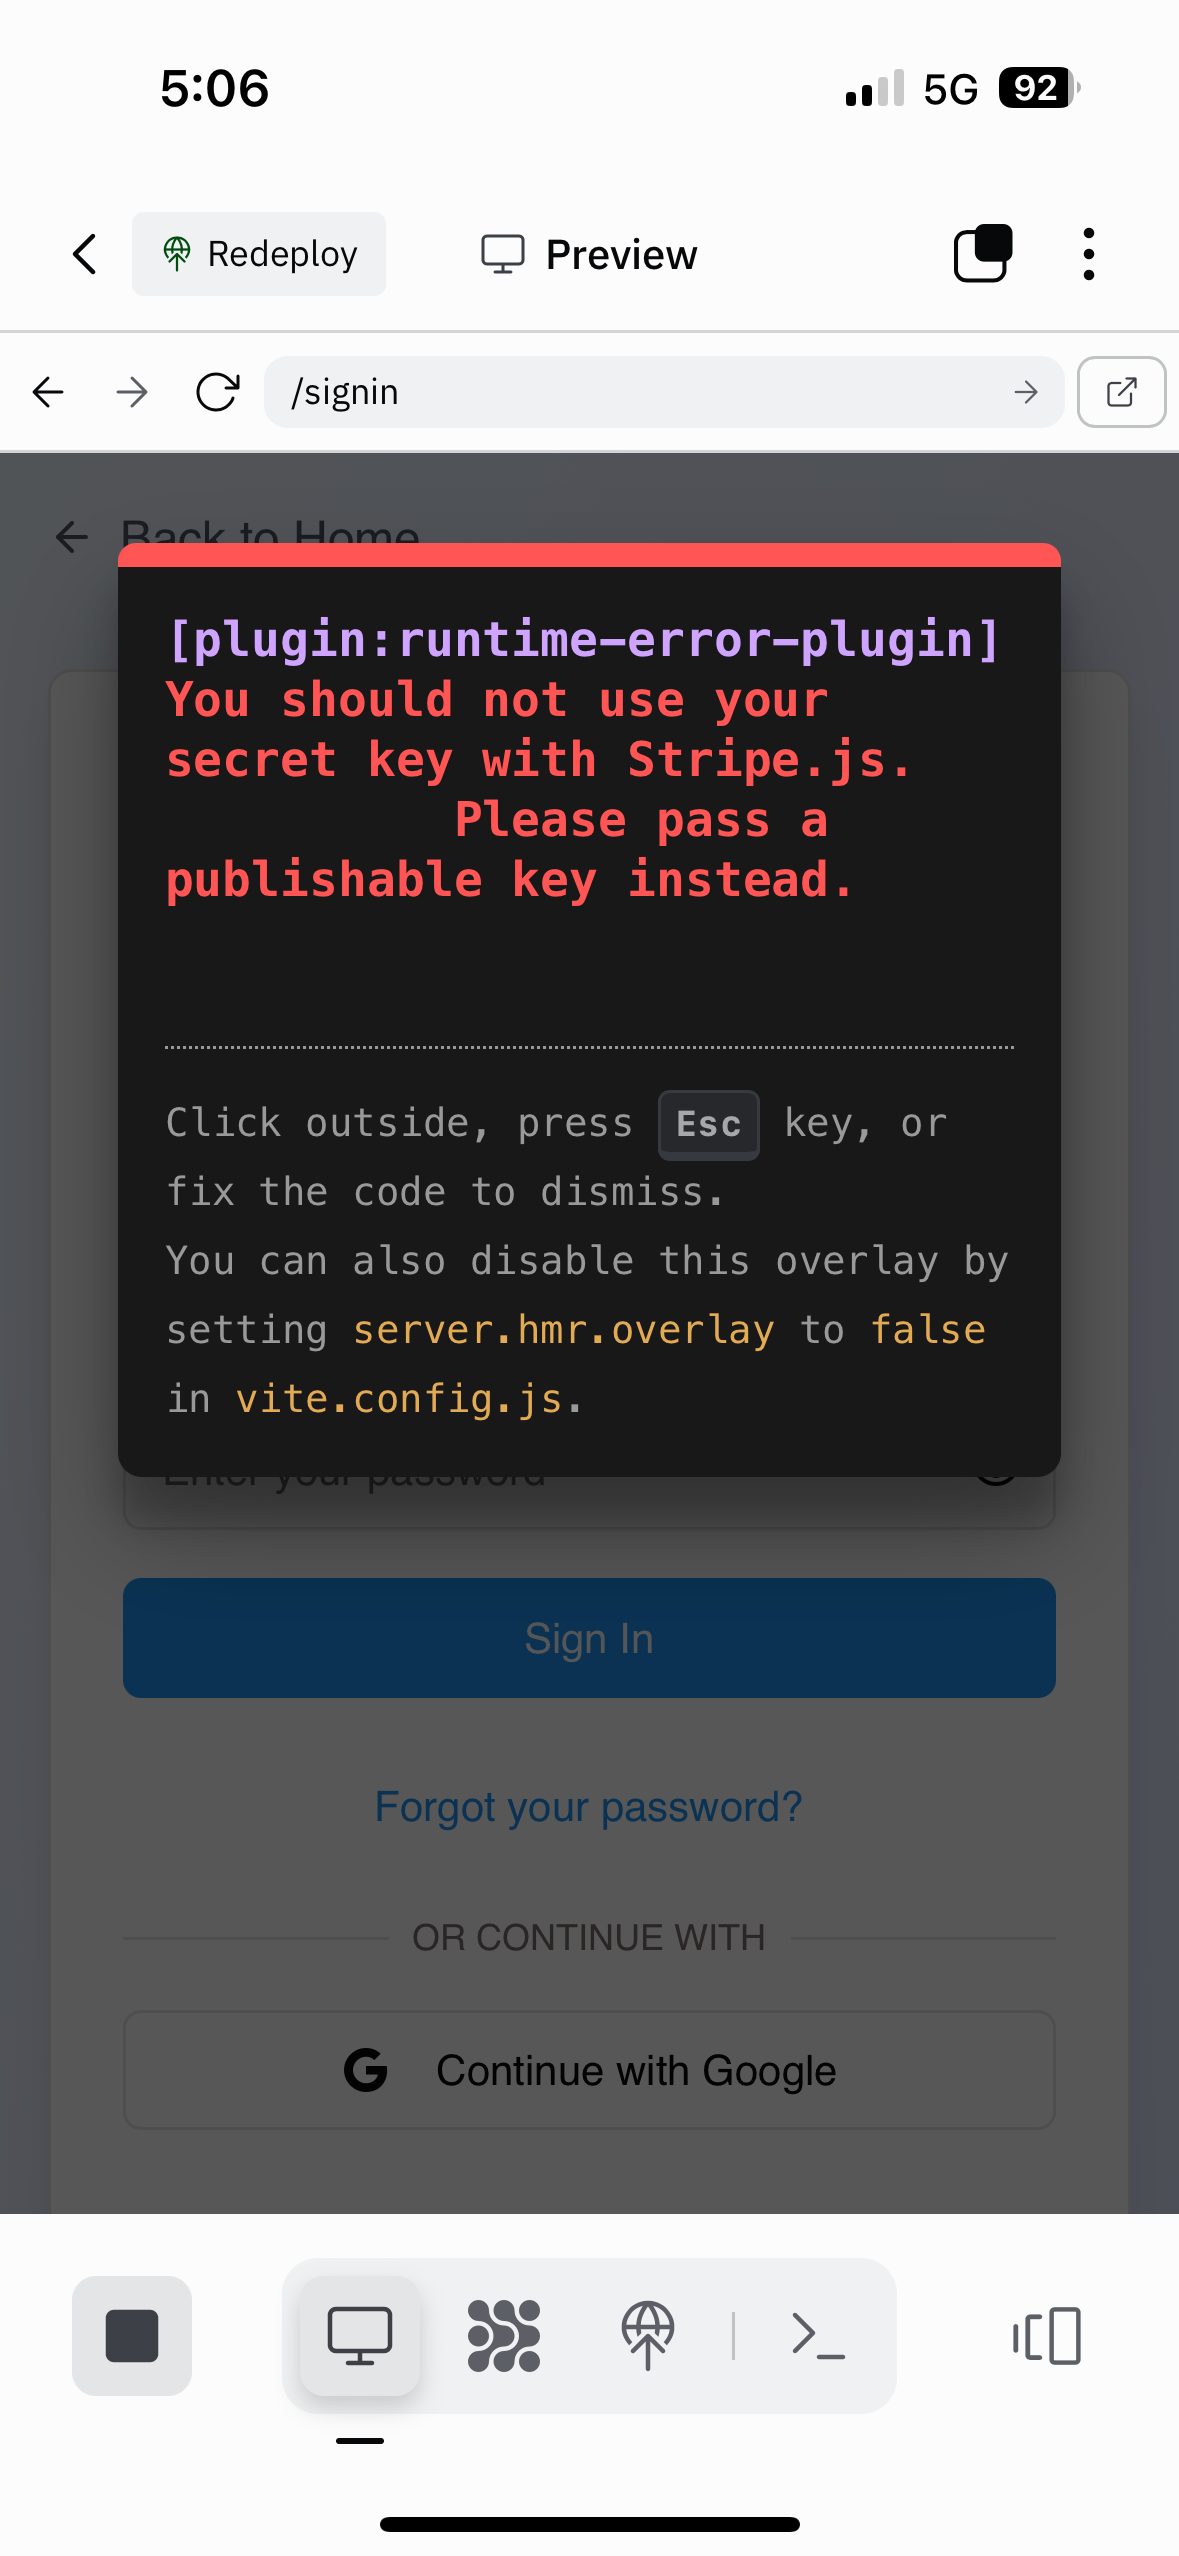 5:06
5G
92
Redeploy
Preview
/signin
Back to Home
[plugin:runtime-error-plugin]
You should not use your
secret key with Stripe.js.
Please pass a
publishable key instead.
Click outside, press Esc key, or
fix the code to dismiss.
You can also disable this overlay by
setting server.hmr.overlay to false
in vite.config.js.
Enter your password
Sign In
Forgot your password?
OR CONTINUE WITH
G Continue with Google